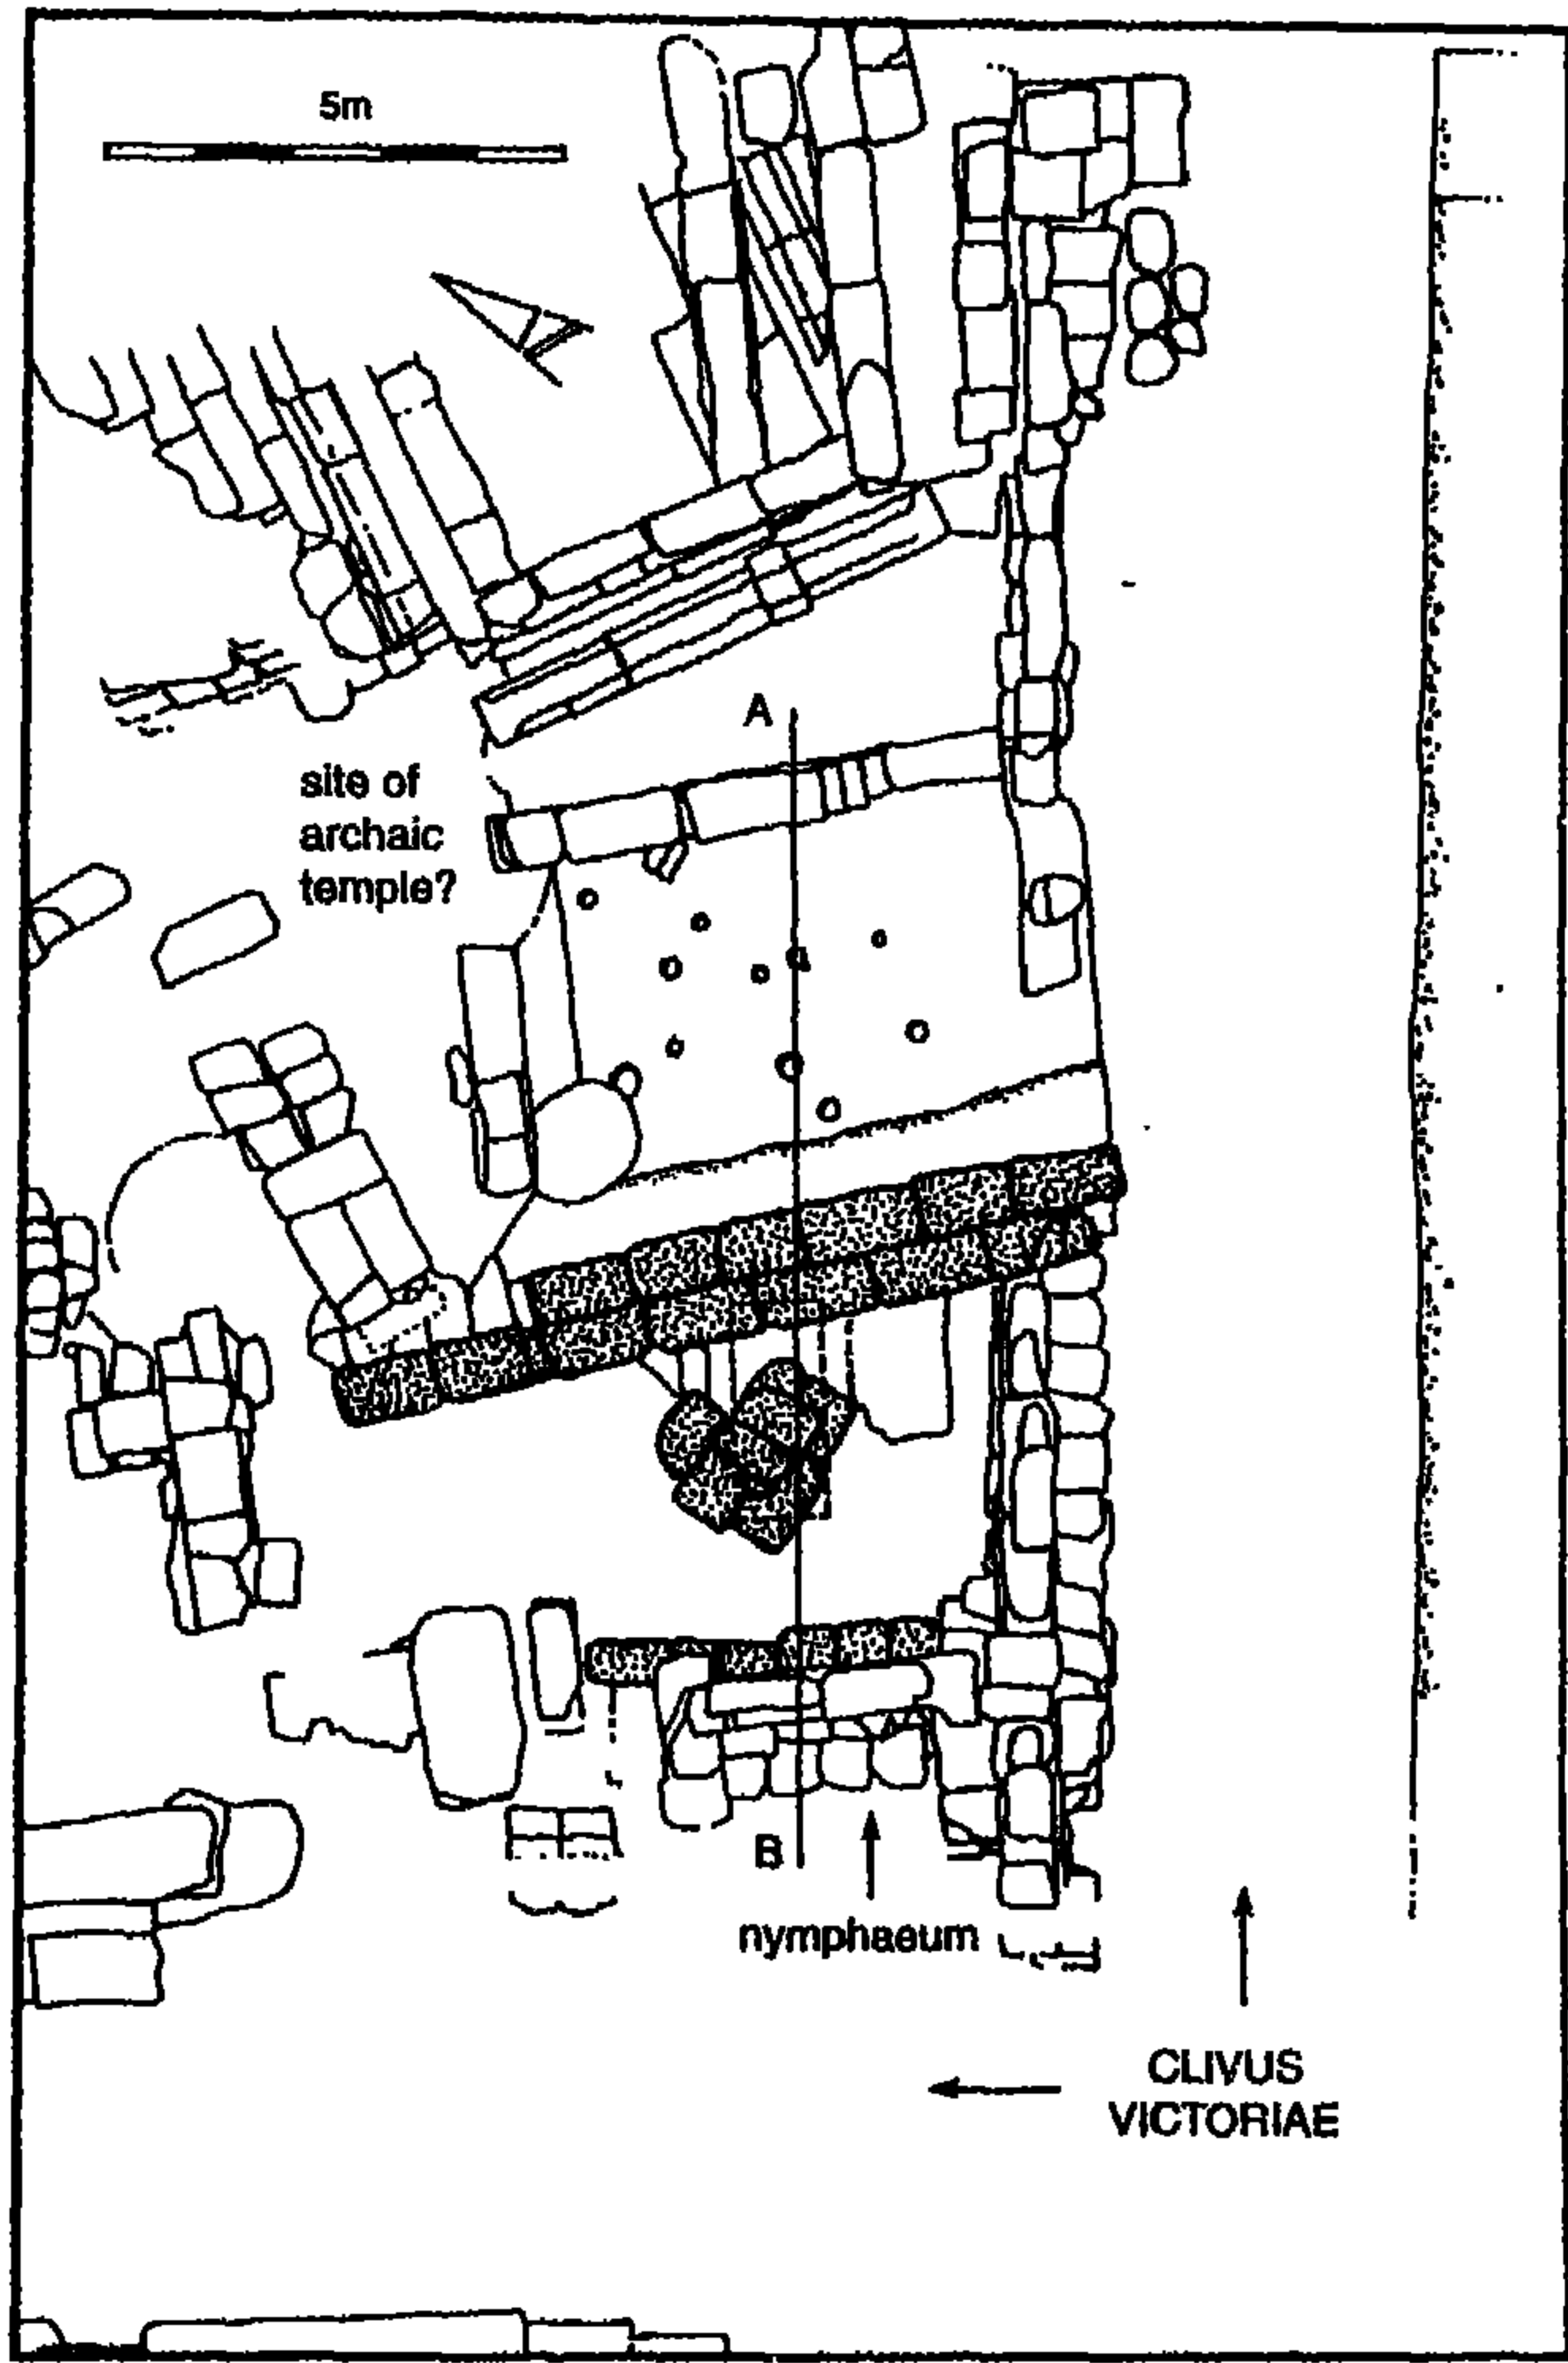 5m
A
site of
archaic
temple?
B
nymphaeum
CLIVUS
VICTORIAE